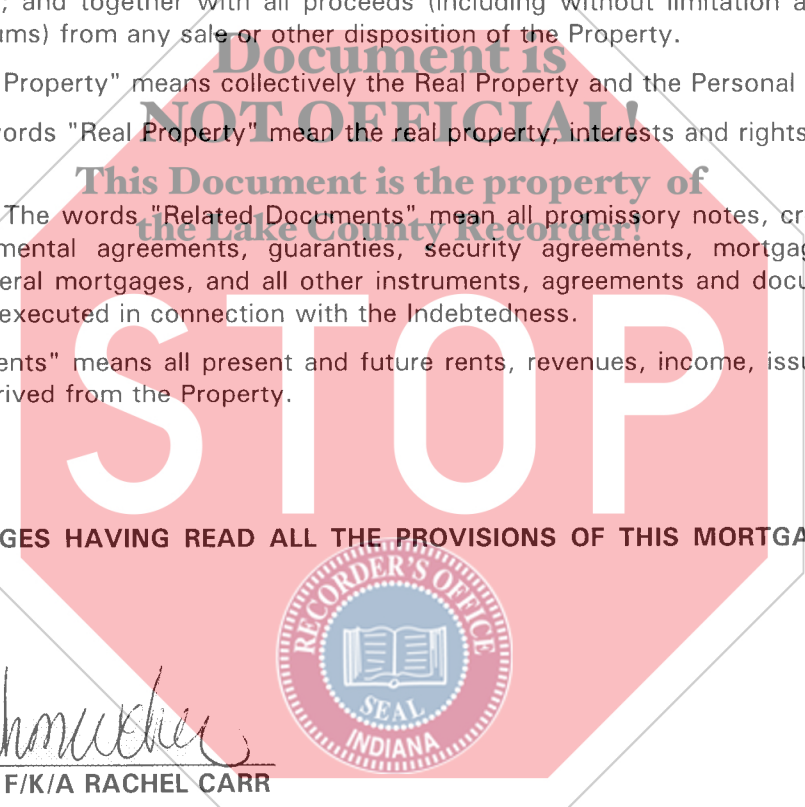 ; and together with all proceeds (including without limitation a
ums) from any sale or other disposition of the Property.
Document is
Property" means collectively the Real Property and the Personal
NOT OFFICIAL!
ords "Real Property" mean the real property, interests and rights
This Document is the property of
The words "Related Documents" mean all promissory notes, cr
the Lake County Recorder!
mental agreements, guaranties, security agreements, mortgag
eral mortgages, and all other instruments, agreements and docu
executed in connection with the Indebtedness.
ents" means all present and future rents, revenues, income, issu
rived from the Property.
STOP
GES HAVING READ ALL THE PROVISIONS OF THIS MORTGA
RECORDER'S OFFICE
SEAL
INDIANA
F/K/A RACHEL CARR